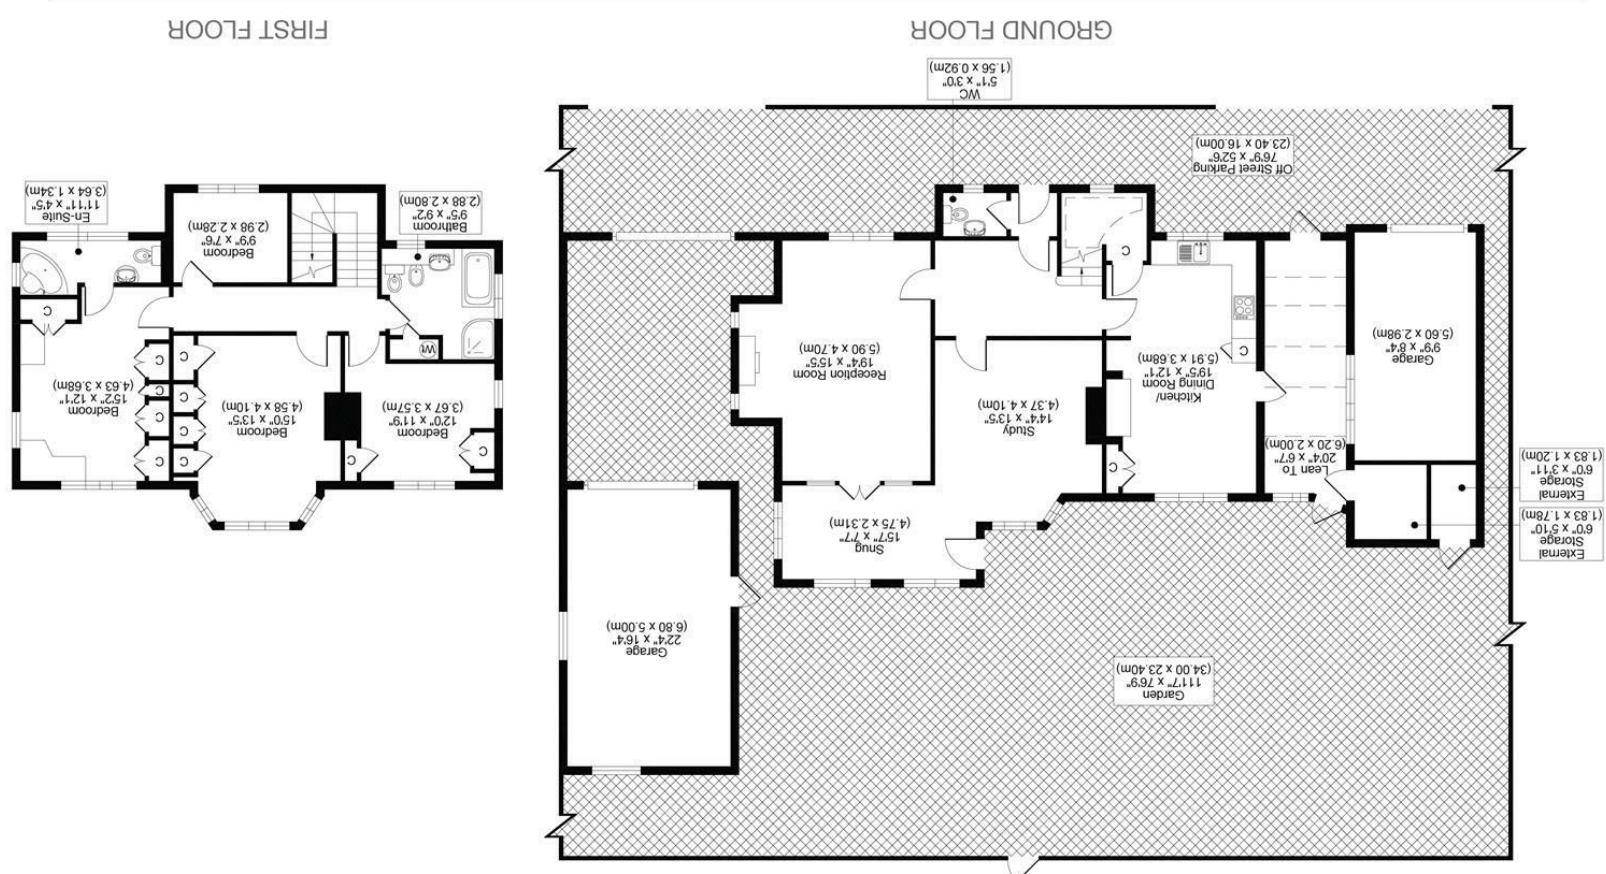 Garden
111'7" x 76'9"
(34.00 x 23.40m)
Garage
22'4" x 16'4"
(6.80 x 5.00m)
External
Storage
6'0" x 5'10"
(1.83 x 1.78m)
External
Storage
6'0" x 3'11"
(1.83 x 1.20m)
Snug
15'7" x 7'7"
(4.75 x 2.31m)
Lean To
20'4" x 6'7"
(6.20 x 2.00m)
C
Garage
9'9" x 8'4"
(5.60 x 2.98m)
Kitchen/
Dining Room
19'5" x 12'1"
(5.91 x 3.68m)
C
Study
14'4" x 13'5"
(4.37 x 4.10m)
Reception Room
19'4" x 15'5"
(5.90 x 4.70m)
C
Off Street Parking
76'9" x 52'6"
(23.40 x 16.00m)
WC
5'1" x 3'0"
(1.56 x 0.92m)
GROUND FLOOR
C
Bedroom
12'0" x 11'9"
(3.67 x 3.57m)
C
Bedroom
15'0" x 13'5"
(4.58 x 4.10m)
C
C
C
C
C
C
C
C
Bedroom
15'2" x 12'1"
(4.63 x 3.68m)
Wt
C
Bathroom
9'5" x 9'2"
(2.88 x 2.80m)
Bedroom
9'9" x 7'6"
(2.98 x 2.28m)
En-Suite
11'11" x 4'5"
(3.64 x 1.34m)
FIRST FLOOR